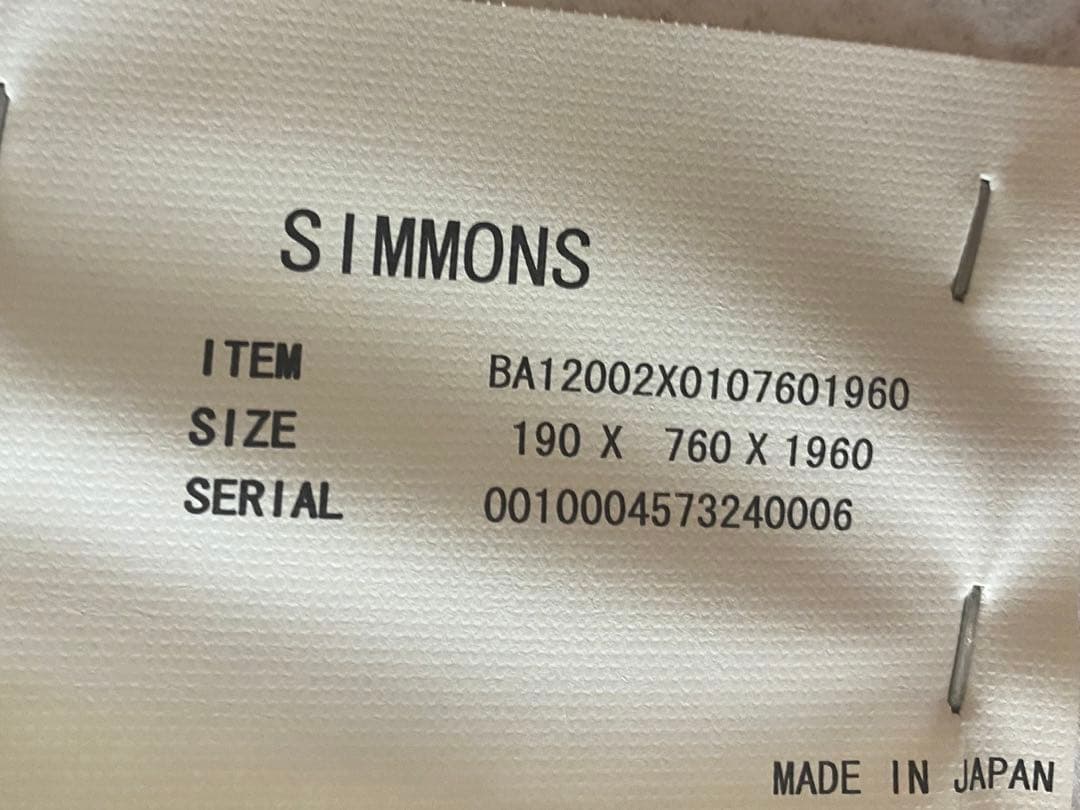 SIMMONS
ITEM BA12002X0107601960
SIZE 190 X 760 X 1960
SERIAL 0010004573240006
MADE IN JAPAN